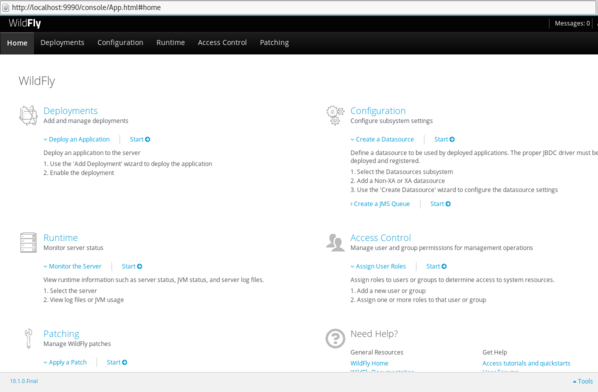 http://localhost:9990/console/App.html#home
WildFly
Messages: 0
Home Deployments Configuration Runtime Access Control Patching
WildFly
Deployments
Add and manage deployments
Deploy an Application Start
Deploy an application to the server
1. Use the 'Add Deployment' wizard to deploy the application
2. Enable the deployment
Configuration
Configure subsystem settings
Create a Datasource Start
Define a datasource to be used by deployed applications. The proper JBDC driver must be
deployed and registered.
1. Select the Datasources subsystem
2. Add a Non-XA or XA datasource
3. Use the 'Create Datasource' wizard to configure the datasource settings
Create a JMS Queue Start
Runtime
Monitor server status
Monitor the Server Start
View runtime information such as server status, JVM status, and server log files.
1. Select the server
2. View log files or JVM usage
Access Control
Manage user and group permissions for management operations
Assign User Roles Start
Assign roles to users or groups to determine access to system resources.
1. Add a new user or group
2. Assign one or more roles to that user or group
Patching
Manage WildFly patches
Apply a Patch Start
Need Help?
General Resources
WildFly Home
Get Help
Access tutorials and quickstarts
10.1.0.Final
Tools